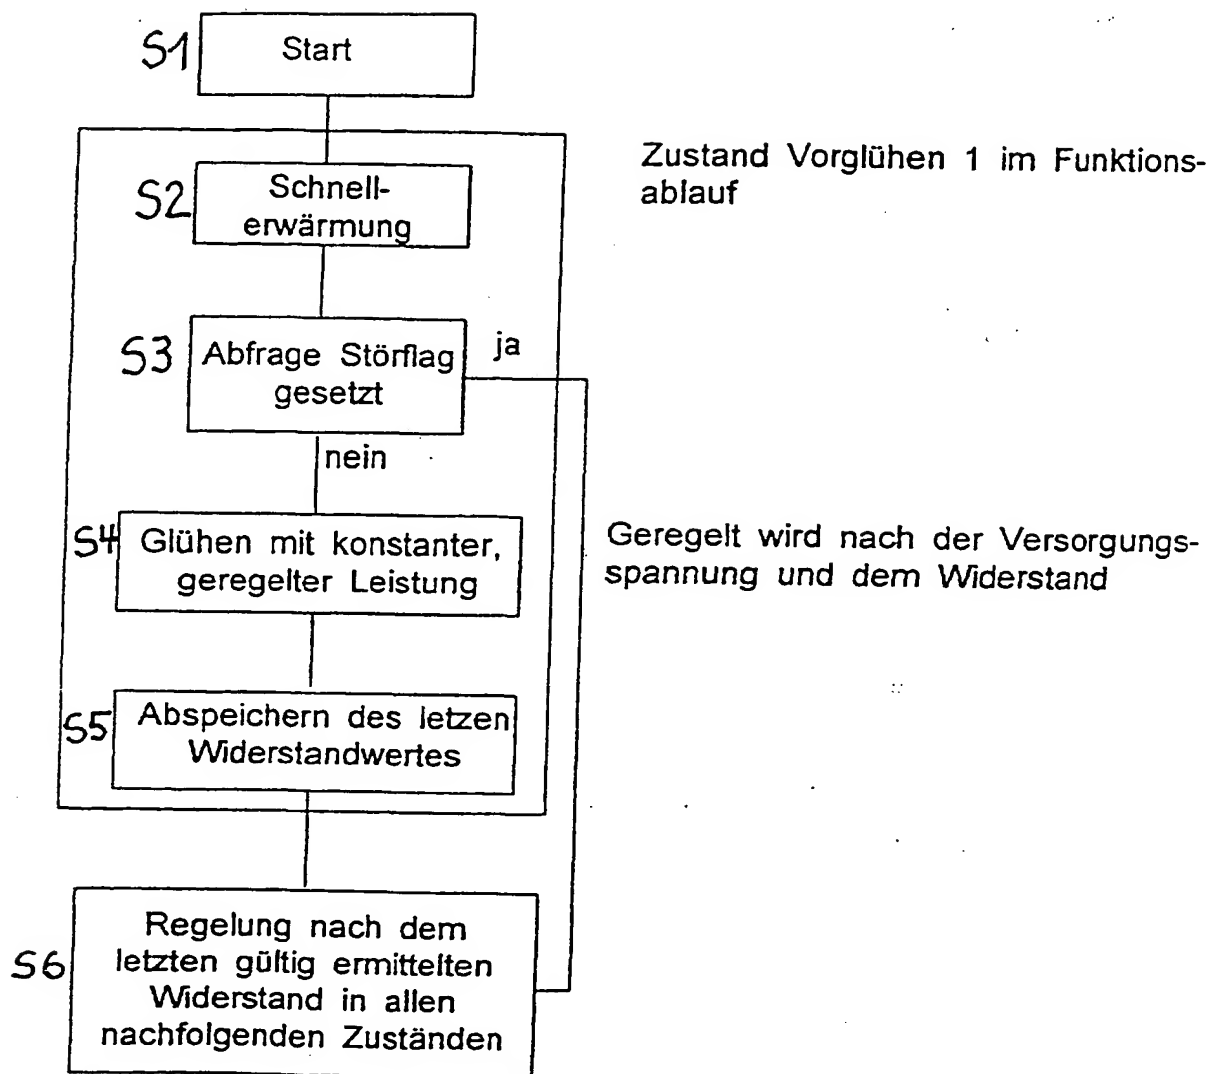 S1
Start
Zustand Vorglühen 1 im Funktions-
ablauf
S2
Schnell-
erwärmung
S3
Abfrage Störflag
gesetzt
ja
nein
S4
Glühen mit konstanter,
geregelter Leistung
Geregelt wird nach der Versorgungs-
spannung und dem Widerstand
S5
Abspeichern des letzen
Widerstandwertes
S6
Regelung nach dem
letzten gültig ermittelten
Widerstand in allen
nachfolgenden Zuständen